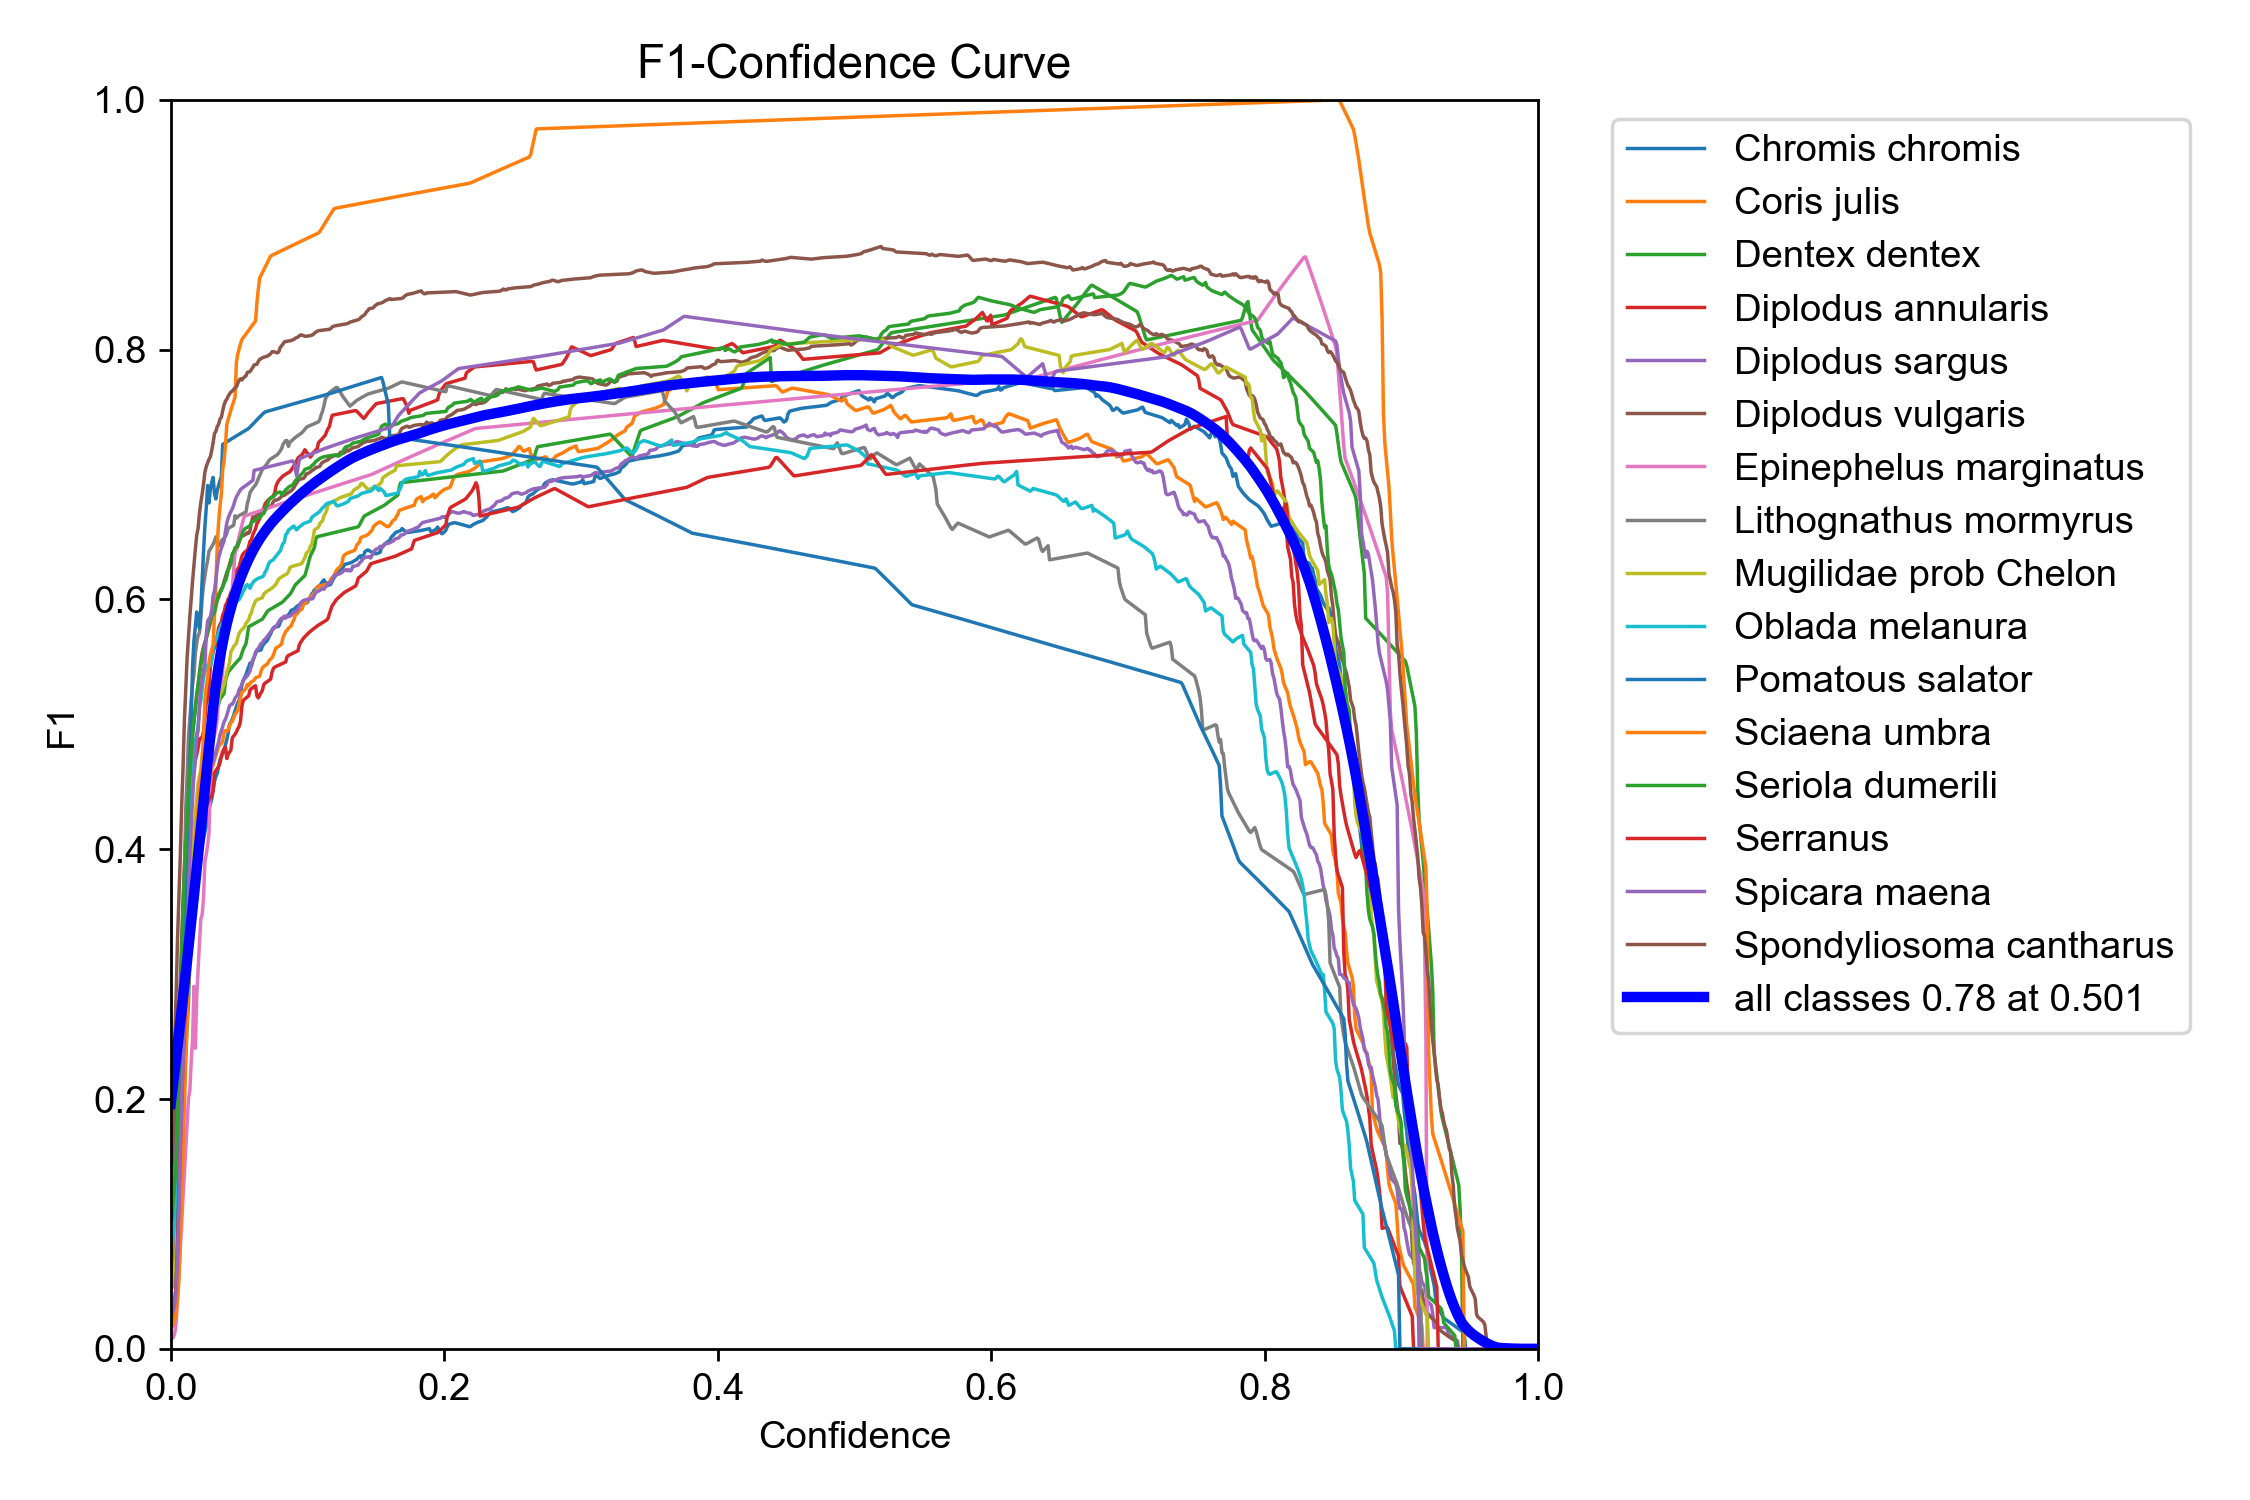 F1-Confidence Curve
1.0
0.8
0.6
0.4
0.2
0.0
F1
0.0 0.2 0.4 0.6 0.8 1.0
Confidence
Chromis chromis
Coris julis
Dentex dentex
Diplodus annularis
Diplodus sargus
Diplodus vulgaris
Epinephelus marginatus
Lithognathus mormyrus
Mugilidae prob Chelon
Oblada melanura
Pomatous salator
Sciaena umbra
Seriola dumerili
Serranus
Spicara maena
Spondyliosoma cantharus
all classes 0.78 at 0.501